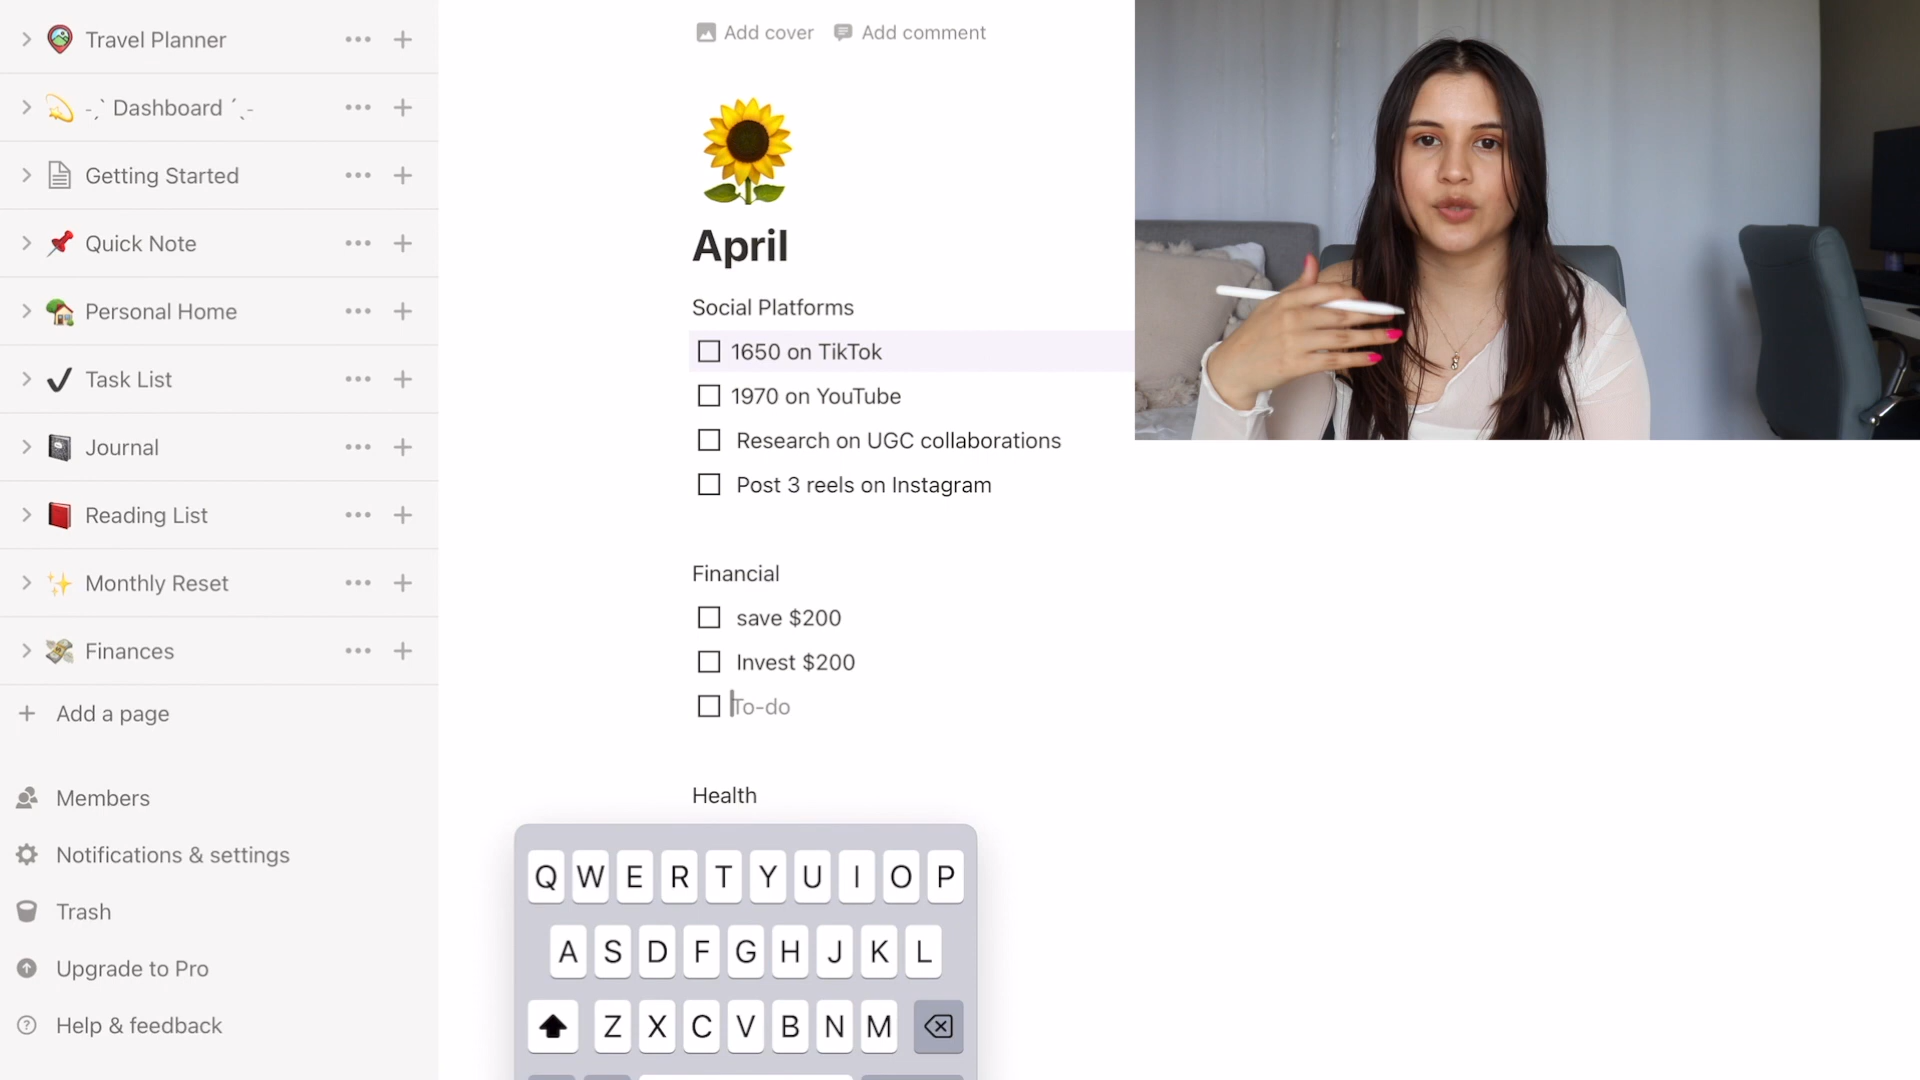 Travel Planner
-ˏˋ Dashboard ˊˎ-
Getting Started
Quick Note
Personal Home
Task List
Journal
Reading List
Monthly Reset
Finances
Add a page
Members
Notifications & settings
Trash
Upgrade to Pro
Help & feedback
Add cover Add comment
April
Social Platforms
1650 on TikTok
1970 on YouTube
Research on UGC collaborations
Post 3 reels on Instagram
Financial
save $200
Invest $200
To-do
Health
Q W E R T Y U I O P
A S D F G H J K L
Z X C V B N M